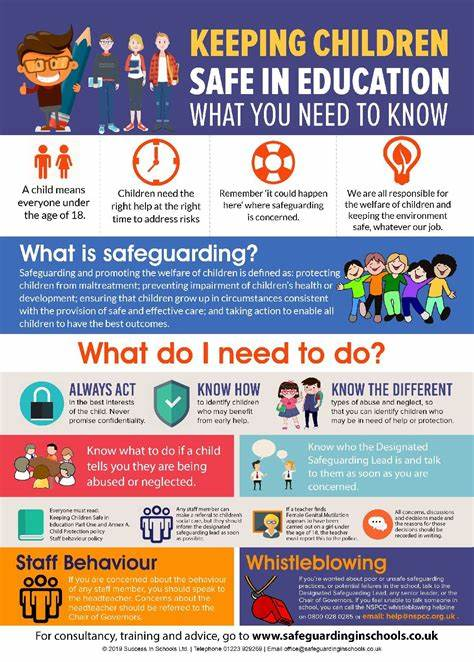 KEEPING CHILDREN
SAFE IN EDUCATION
WHAT YOU NEED TO KNOW
A child means
everyone under
the age of 18.
Children need the
right help at the right
time to address risks
Remember 'it could happen
here' where safeguarding
is concerned.
We are all responsible for
the welfare of children and
keeping the environment
safe, whatever our job.
What is safeguarding?
Safeguarding and promoting the welfare of children is defined as: protecting
children from maltreatment; preventing impairment of children's health or
development; ensuring that children grow up in circumstances consistent
with the provision of safe and effective care; and taking action to enable all
children to have the best outcomes.
What do I need to do?
ALWAYS ACT
in the best interests
of the child. Never
promise confidentiality.
KNOW HOW
to identify children
who may benefit
from early help.
KNOW THE DIFFERENT
types of abuse and neglect, so
that you can identify children who
may be in need of help or protection.
Know what to do if a child
tells you they are being
abused or neglected.
Know who the Designated
Safeguarding Lead is and talk
to them as soon as you are
concerned.
Everyone must read:
Keeping Children Safe in
Education Part One and Annex A.
Child Protection policy
Staff behaviour policy
Any staff member can
make a referral to children's
social care, but they should
inform the designated
safeguarding lead as soon
as possible.
If a teacher finds
Female Genital Mutilation
appears to have been
carried out on a girl under
the age of 18, the teacher
must report this to the police.
All concerns, discussions
and decisions made and
the reasons for those
decisions should be
recorded in writing.
Staff Behaviour
If you are concerned about the behaviour
of any staff member, you should speak to
the headteacher. Concerns about the
headteacher should be referred to the
Chair of Governors.
Whistleblowing
If you're worried about poor or unsafe safeguarding
practices, or potential failures in the school, talk to the
Designated Safeguarding Lead, any senior leader, or the
Chair of Governors. If you feel unable to talk to someone
at school, you can call the NSPCC whistleblowing helpline
on 0800 028 0285 or email: help@nspc.org.uk .
For consultancy, training and advice, go to www.safeguardinginschools.co.uk
© 2019 Success In Schools Ltd. | Telephone 01223 929269 | Email office@safeguardinginschools.co.uk